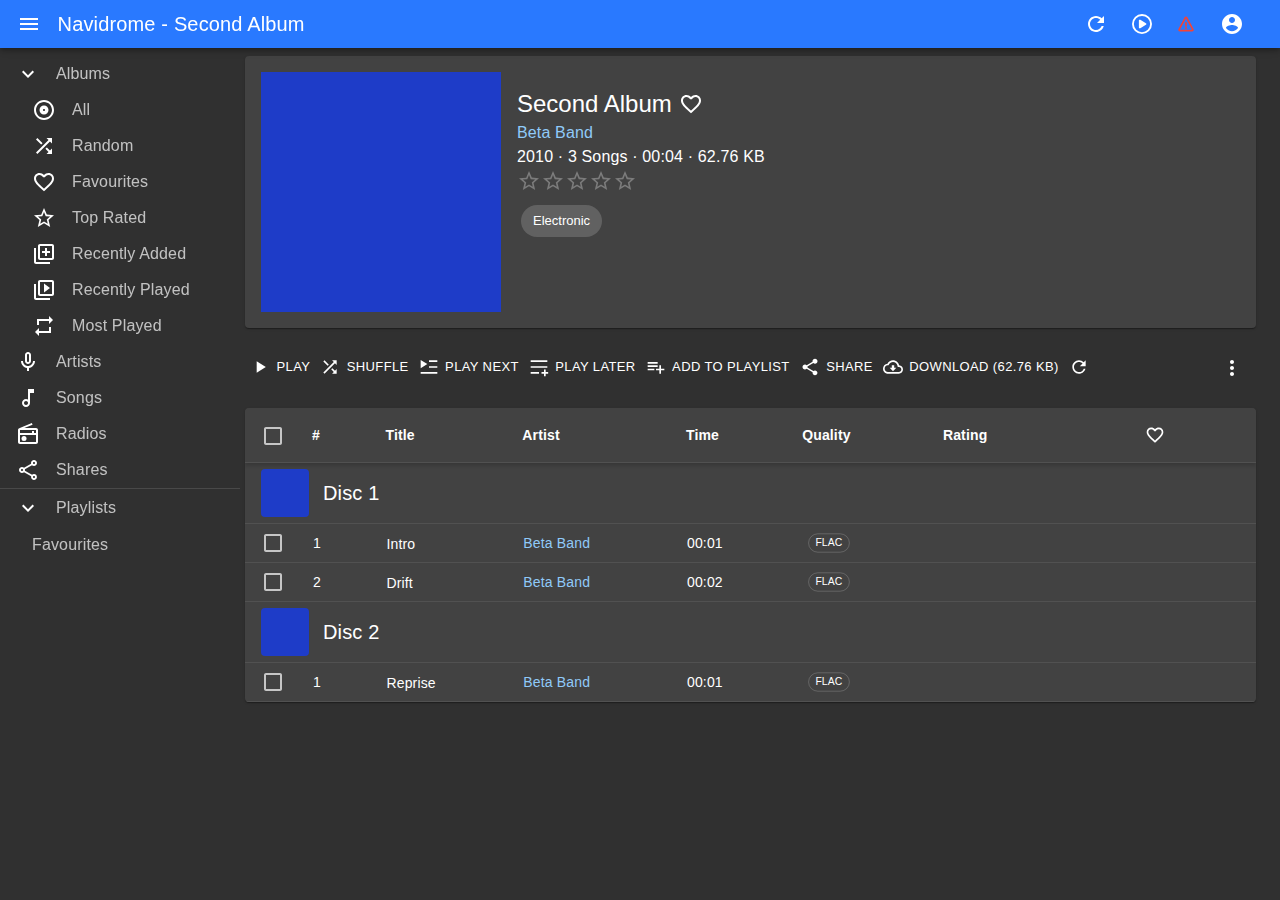 Navidrome - Second Album
Albums
All
Random
Favourites
Top Rated
Recently Added
Recently Played
Most Played
Artists
Songs
Radios
Shares
Playlists
Favourites
Second Album
Beta Band
2010 · 3 Songs · 00:04 · 62.76 KB
Electronic
PLAY SHUFFLE PLAY NEXT PLAY LATER ADD TO PLAYLIST SHARE DOWNLOAD (62.76 KB)
# Title Artist Time Quality Rating
Disc 1
1 Intro Beta Band 00:01 FLAC
2 Drift Beta Band 00:02 FLAC
Disc 2
1 Reprise Beta Band 00:01 FLAC